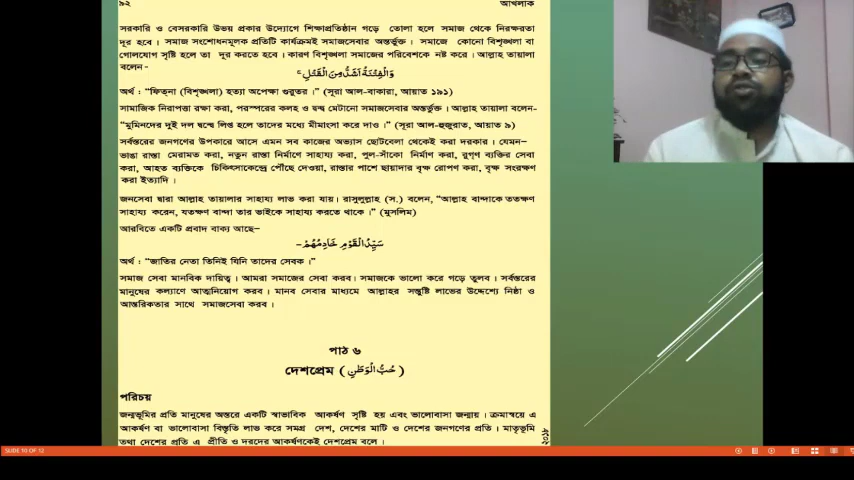 ৯২
আখলাক
সরকারি ও বেসরকারি উভয় প্রকার উদ্যোগে শিক্ষাপ্রতিষ্ঠান গড়ে তোলা হলে সমাজ থেকে নিরক্ষরতা
দূর হবে। সমাজ সংশোধনমূলক প্রতিটি কার্যক্রমই সমাজসেবার অন্তর্ভুক্ত। সমাজে কোনো বিশৃঙ্খলা বা
গোলযোগ সৃষ্টি হলে তা দূর করতে হবে। কারণ বিশৃঙ্খলা সমাজের পরিবেশকে নষ্ট করে। আল্লাহ তায়ালা
বলেন-
وَالْفِتْنَةُ اَشَدُّ مِنَ الْقَتْلِ ۚ
অর্থ : “ফিত্‌না (বিশৃঙ্খলা) হত্যা অপেক্ষা গুরুতর।” (সূরা আল-বাকারা, আয়াত ১৯১)
সামাজিক নিরাপত্তা রক্ষা করা, পরস্পরের কলহ ও দ্বন্দ্ব মেটানো সমাজসেবার অন্তর্ভুক্ত। আল্লাহ তায়ালা বলেন-
“মুমিনদের দুই দল দ্বন্দ্বে লিপ্ত হলে তাদের মধ্যে মীমাংসা করে দাও।” (সূরা আল-হুজুরাত, আয়াত ৯)
সর্বস্তরের জনগণের উপকারে আসে এমন সব কাজের অভ্যাস ছোটবেলা থেকেই করা দরকার। যেমন–
ভাঙা রাস্তা মেরামত করা, নতুন রাস্তা নির্মাণে সাহায্য করা, পুল-সাঁকো নির্মাণ করা, রুগ্‌ণ ব্যক্তির সেবা
করা, আহত ব্যক্তিকে চিকিৎসাকেন্দ্রে পৌঁছে দেওয়া, রাস্তার পাশে ছায়াদার বৃক্ষ রোপণ করা, বৃক্ষ সংরক্ষণ
করা ইত্যাদি।
জনসেবা দ্বারা আল্লাহ তায়ালার সাহায্য লাভ করা যায়। রাসুলুল্লাহ (স.) বলেন, “আল্লাহ বান্দাকে ততক্ষণ
সাহায্য করেন, যতক্ষণ বান্দা তার ভাইকে সাহায্য করতে থাকে।” (মুসলিম)
আরবিতে একটি প্রবাদ বাক্য আছে–
سَيِّدُ الْقَوْمِ خَادِمُهُمْ–
অর্থ : “জাতির নেতা তিনিই যিনি তাদের সেবক।”
সমাজ সেবা মানবিক দায়িত্ব। আমরা সমাজের সেবা করব। সমাজকে ভালো করে গড়ে তুলব। সর্বস্তরের
মানুষের কল্যাণে আত্মনিয়োগ করব। মানব সেবার মাধ্যমে আল্লাহর সন্তুষ্টি লাভের উদ্দেশ্যে নিষ্ঠা ও
আন্তরিকতার সাথে সমাজসেবা করব।
পাঠ ৬
দেশপ্রেম (حُبُّ الْوَطَنِ)
পরিচয়
জন্মভূমির প্রতি মানুষের অন্তরে একটি স্বাভাবিক আকর্ষণ সৃষ্টি হয় এবং ভালোবাসা জন্মায়। ক্রমান্বয়ে এ
আকর্ষণ বা ভালোবাসা বিস্তৃতি লাভ করে সমগ্র দেশ, দেশের মাটি ও দেশের জনগণের প্রতি। মাতৃভূমি
তথা দেশের প্রতি এ প্রীতি ও দরদের আকর্ষণকেই দেশপ্রেম বলে।
২০১৮
SLIDE 10 OF 12